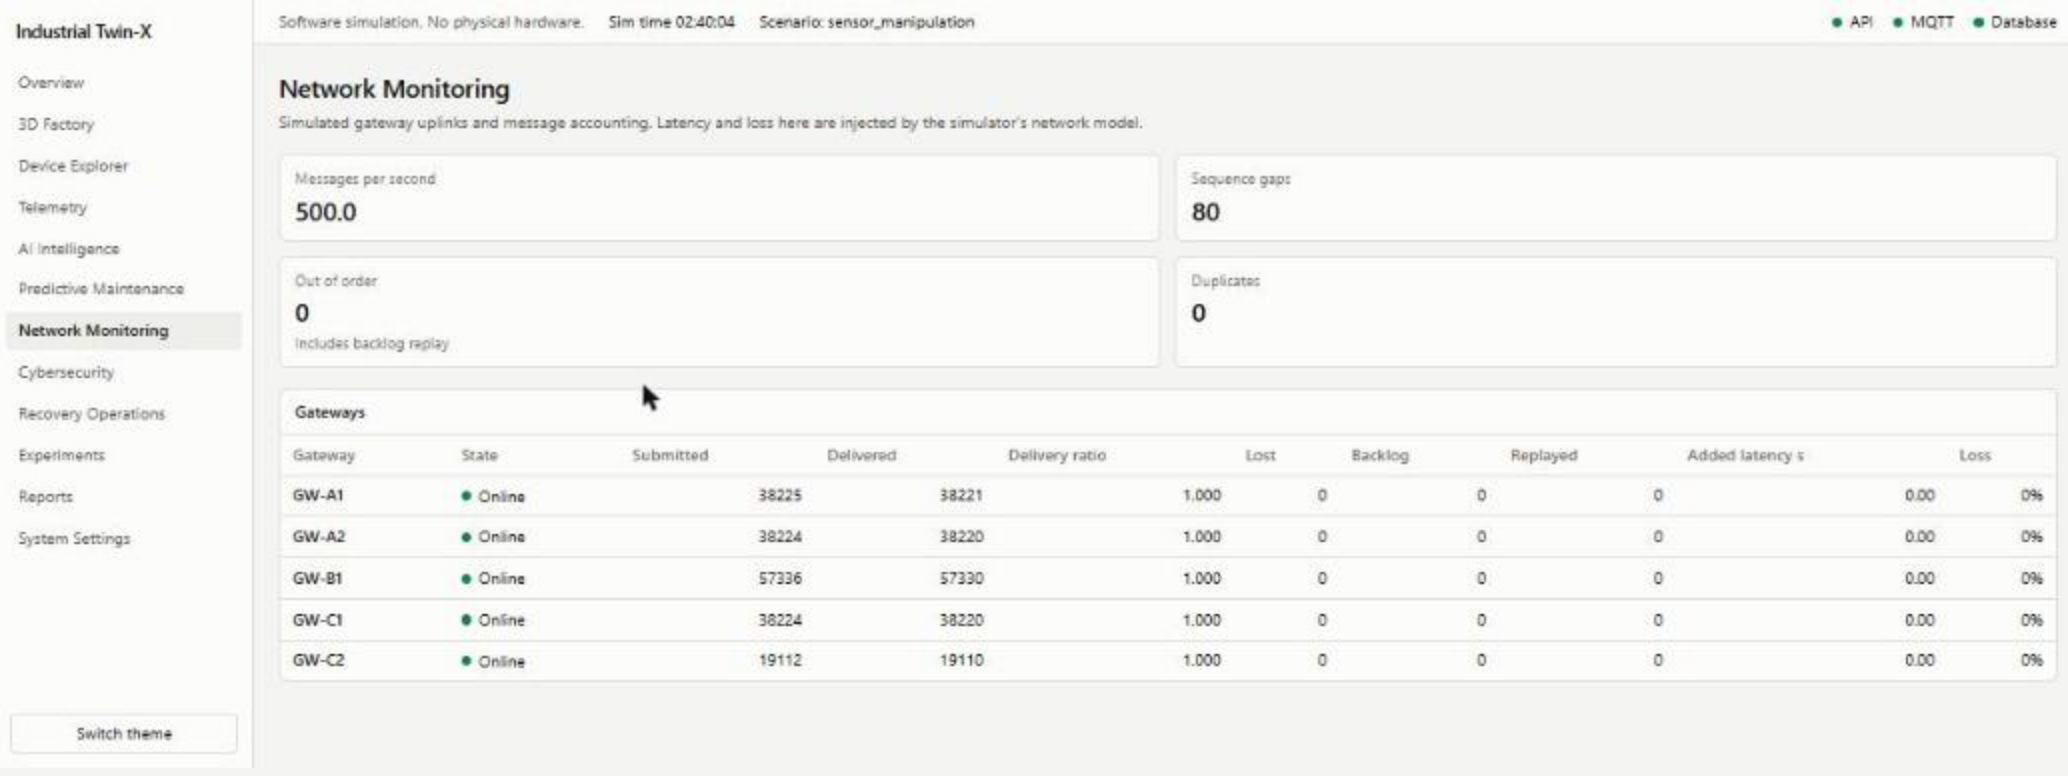 Industrial Twin-X
Software simulation. No physical hardware. Sim time 02:40:04 Scenario: sensor_manipulation
API MQTT Database
Overview
3D Factory
Device Explorer
Telemetry
AI Intelligence
Predictive Maintenance
Network Monitoring
Cybersecurity
Recovery Operations
Experiments
Reports
System Settings
Switch theme
Network Monitoring
Simulated gateway uplinks and message accounting. Latency and loss here are injected by the simulator's network model.
Messages per second
500.0
Sequence gaps
80
Out of order
0
Includes backlog replay
Duplicates
0
Gateways
Gateway State Submitted Delivered Delivery ratio Lost Backlog Replayed Added latency s Loss
GW-A1 Online 38225 38221 1.000 0 0 0 0.00 0%
GW-A2 Online 38224 38220 1.000 0 0 0 0.00 0%
GW-B1 Online 57336 57330 1.000 0 0 0 0.00 0%
GW-C1 Online 38224 38220 1.000 0 0 0 0.00 0%
GW-C2 Online 19112 19110 1.000 0 0 0 0.00 0%